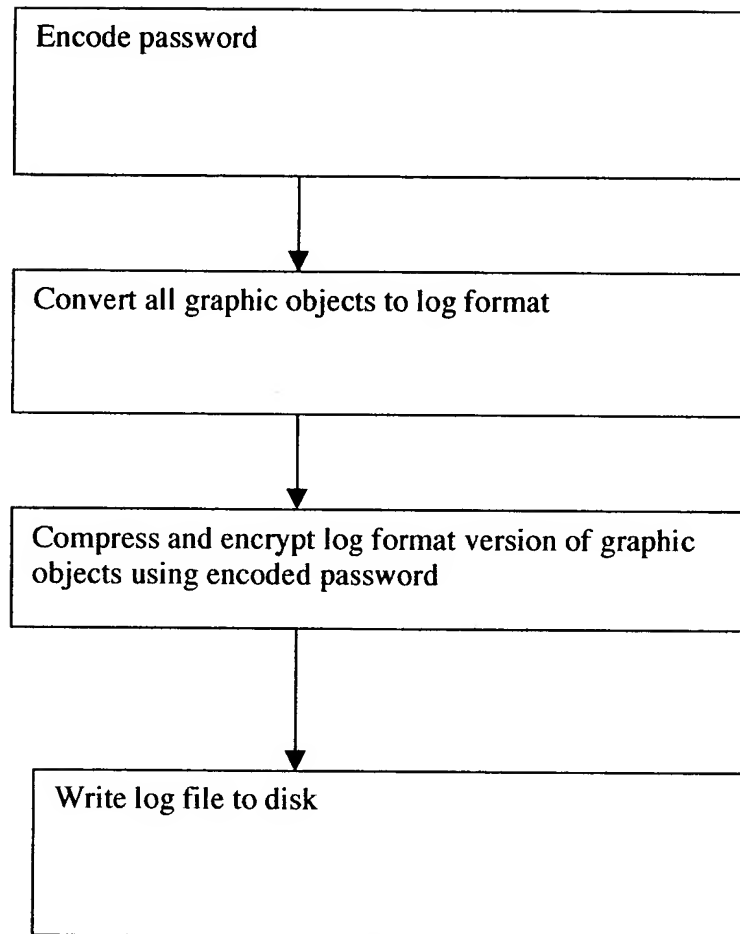 Encode password
Convert all graphic objects to log format
Compress and encrypt log format version of graphic
objects using encoded password
Write log file to disk